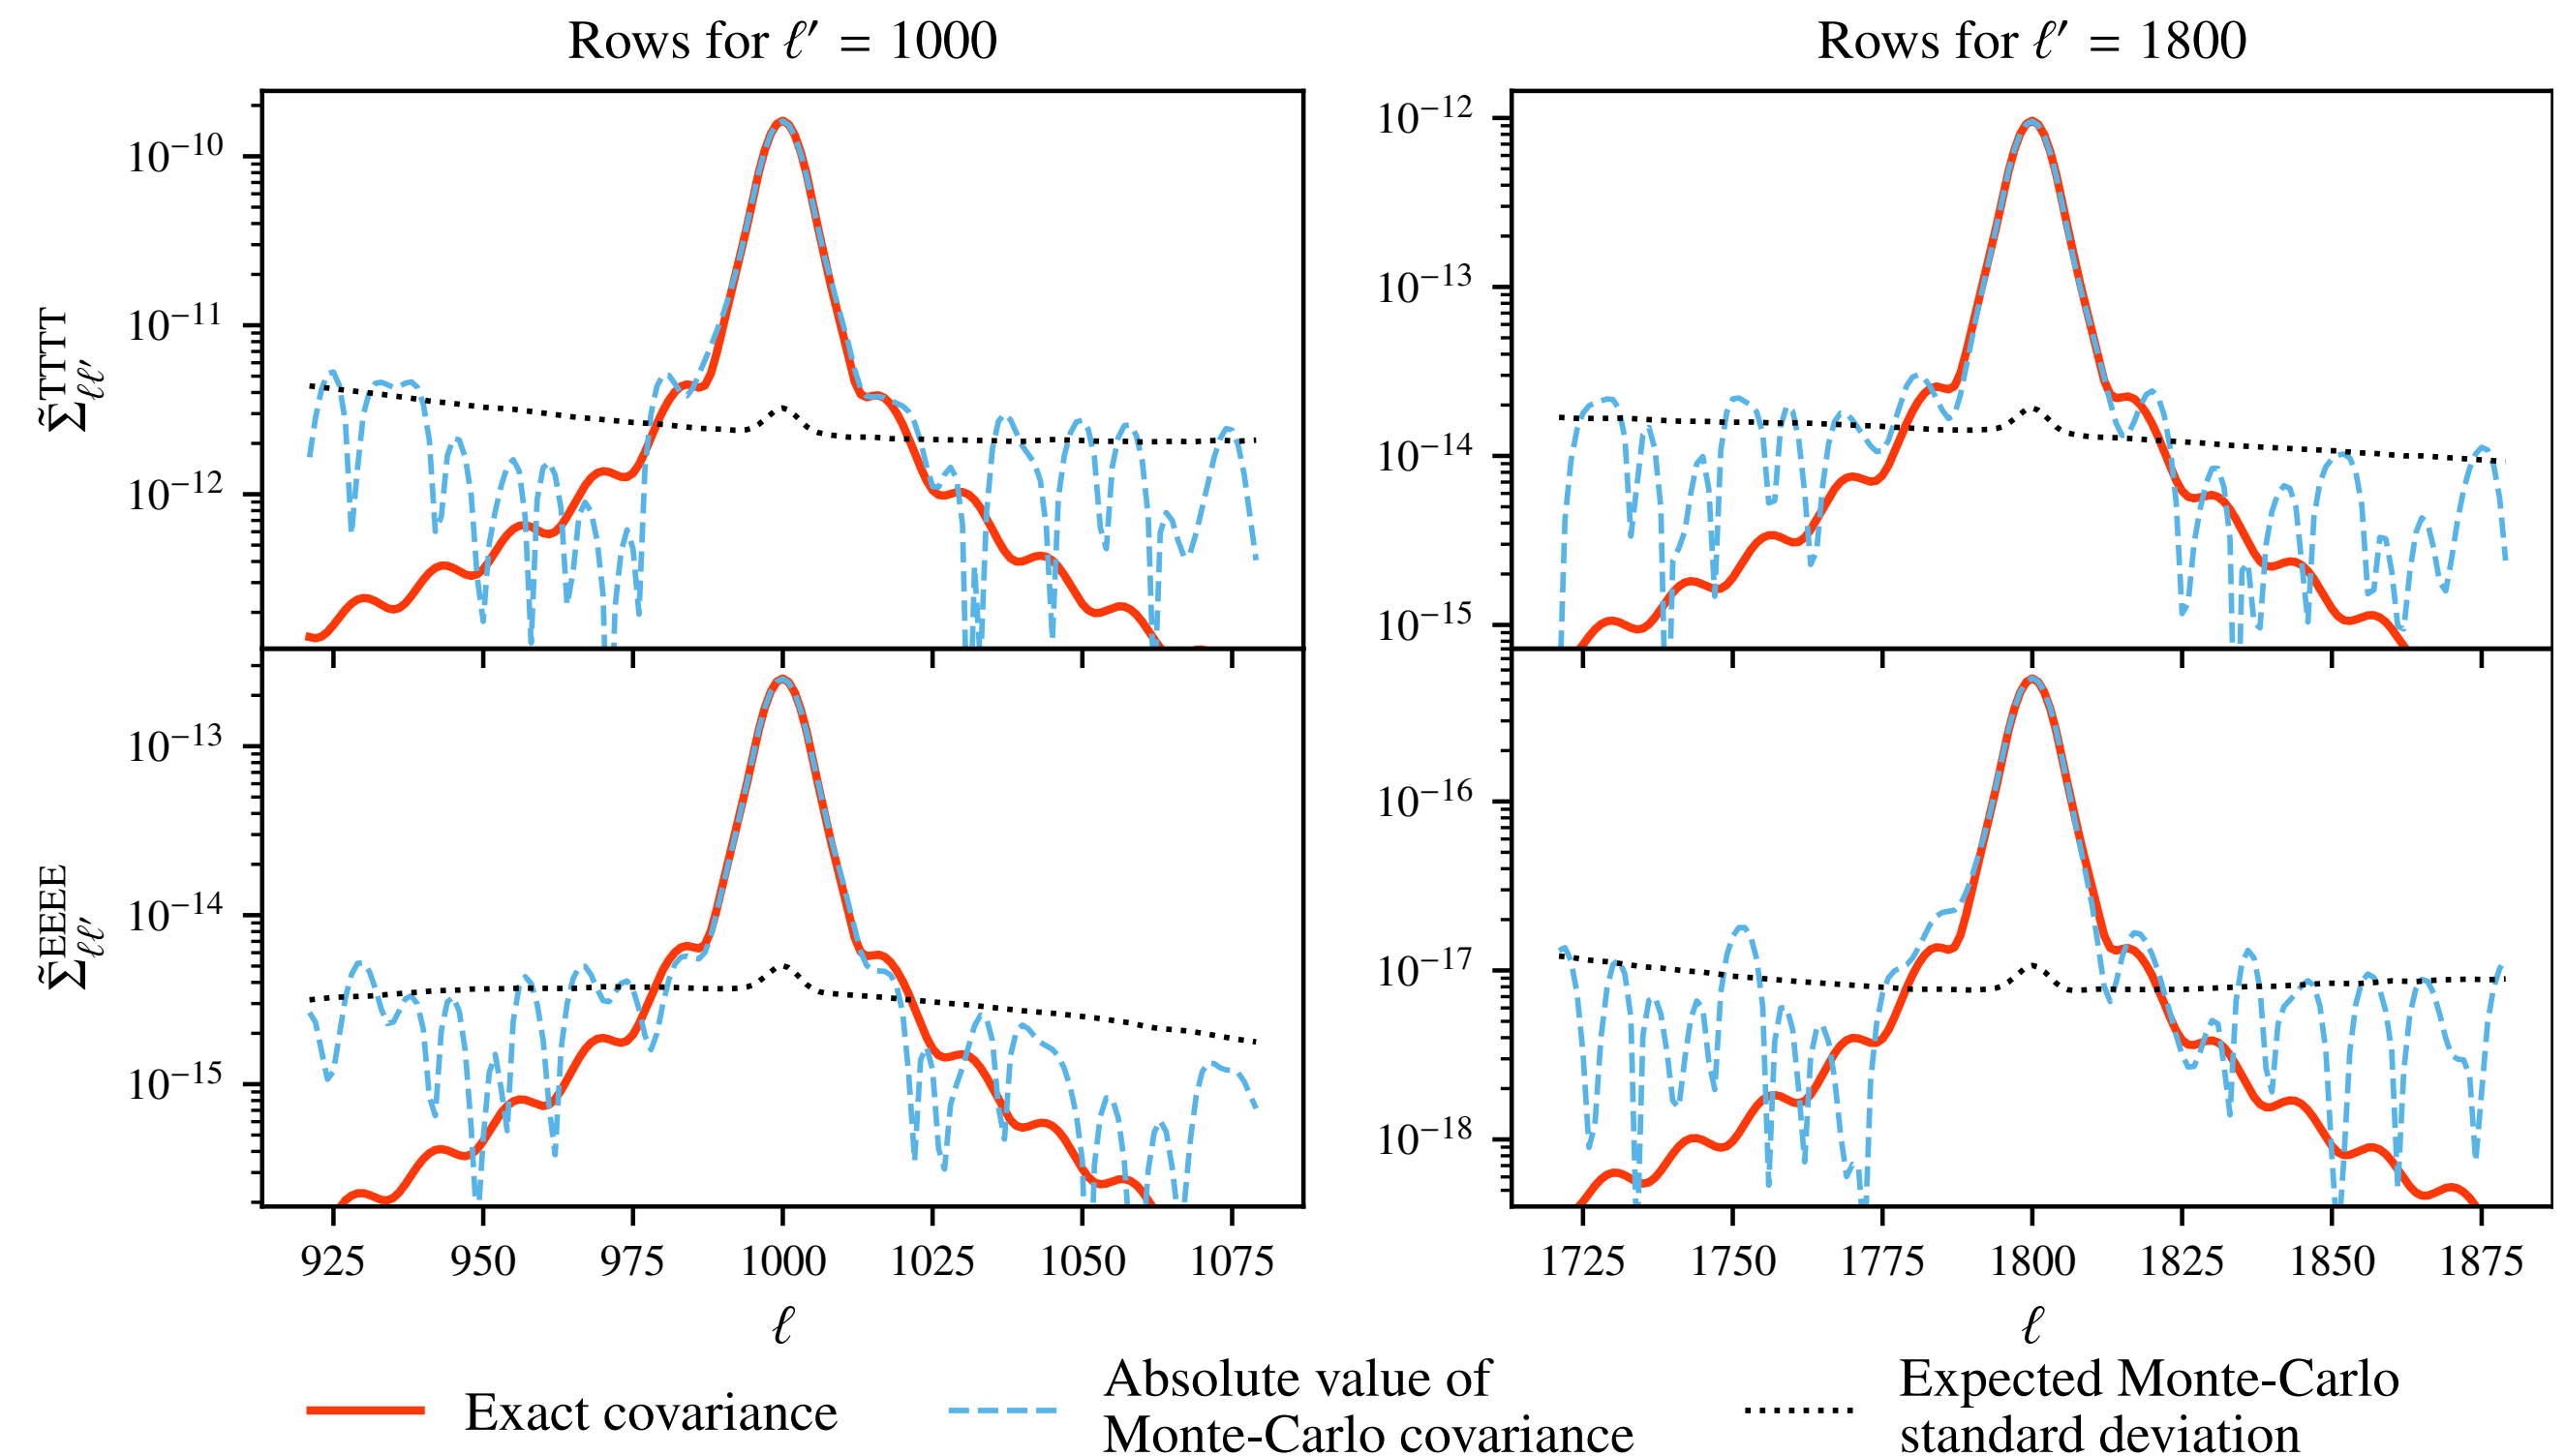 Rows for ℓ′ = 1000
Rows for ℓ′ = 1800
Σ̃^TTTT_ℓℓ′
10⁻¹⁰
10⁻¹¹
10⁻¹²
10⁻¹²
10⁻¹³
10⁻¹⁴
10⁻¹⁵
Σ̃^EEEE_ℓℓ′
10⁻¹³
10⁻¹⁴
10⁻¹⁵
10⁻¹⁶
10⁻¹⁷
10⁻¹⁸
925 950 975 1000 1025 1050 1075
1725 1750 1775 1800 1825 1850 1875
ℓ
ℓ
Exact covariance
Absolute value of
Monte-Carlo covariance
Expected Monte-Carlo
standard deviation